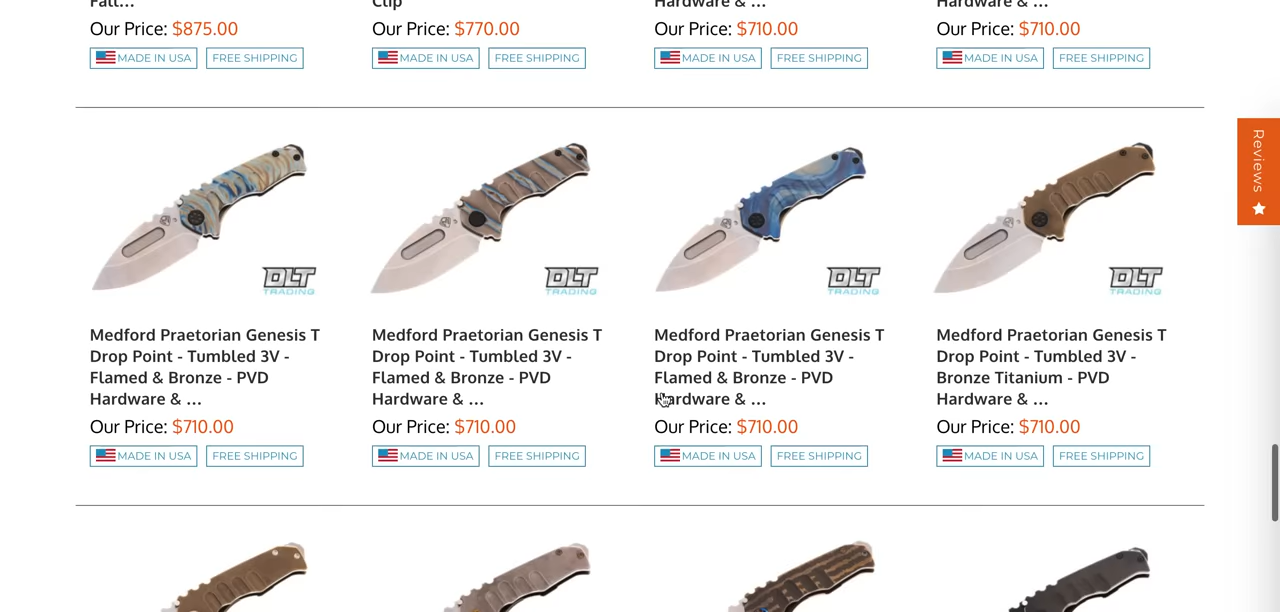 Fall...
Clip
Hardware & ...
Hardware & ...
Our Price: $875.00
Our Price: $770.00
Our Price: $710.00
Our Price: $710.00
MADE IN USA FREE SHIPPING
MADE IN USA FREE SHIPPING
MADE IN USA FREE SHIPPING
MADE IN USA FREE SHIPPING
Reviews
DLT
TRADING
DLT
TRADING
DLT
TRADING
DLT
TRADING
Medford Praetorian Genesis T
Drop Point - Tumbled 3V -
Flamed & Bronze - PVD
Hardware & ...
Our Price: $710.00
MADE IN USA FREE SHIPPING
Medford Praetorian Genesis T
Drop Point - Tumbled 3V -
Flamed & Bronze - PVD
Hardware & ...
Our Price: $710.00
MADE IN USA FREE SHIPPING
Medford Praetorian Genesis T
Drop Point - Tumbled 3V -
Flamed & Bronze - PVD
Hardware & ...
Our Price: $710.00
MADE IN USA FREE SHIPPING
Medford Praetorian Genesis T
Drop Point - Tumbled 3V -
Bronze Titanium - PVD
Hardware & ...
Our Price: $710.00
MADE IN USA FREE SHIPPING